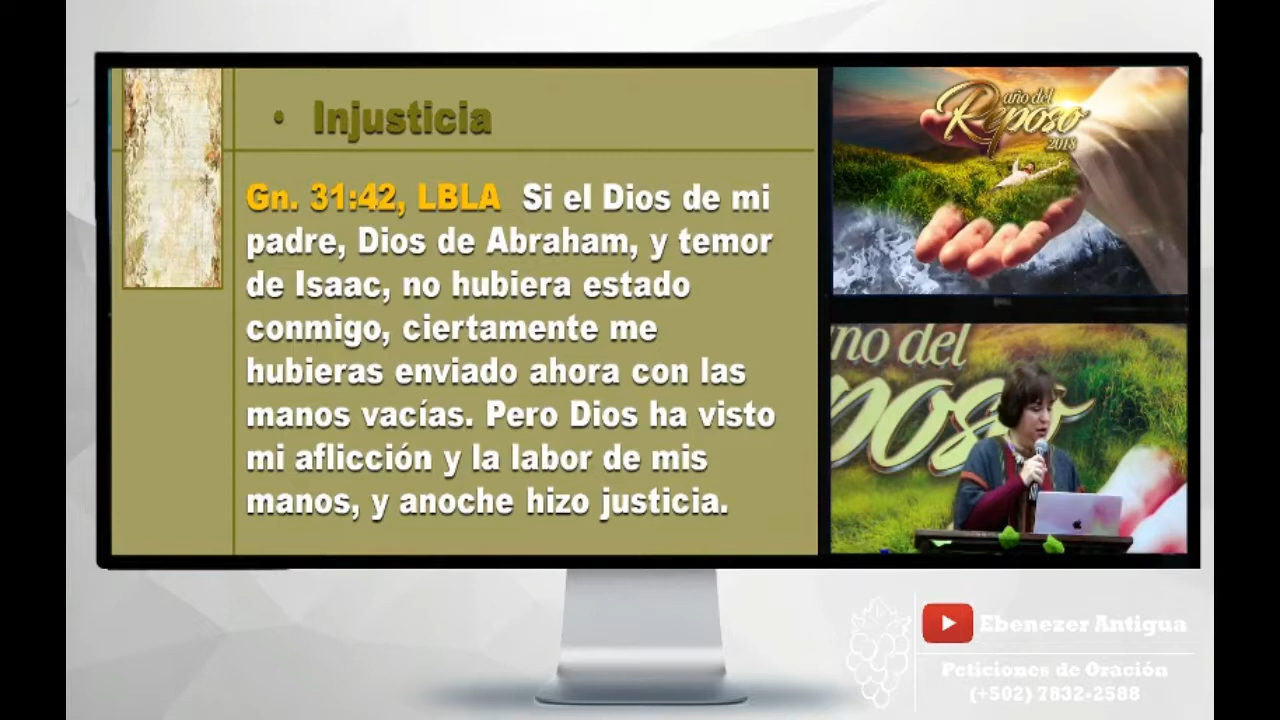 • Injusticia
Gn. 31:42, LBLA Si el Dios de mi
padre, Dios de Abraham, y temor
de Isaac, no hubiera estado
conmigo, ciertamente me
hubieras enviado ahora con las
manos vacías. Pero Dios ha visto
mi aflicción y la labor de mis
manos, y anoche hizo justicia.
año del
Reposo
2018
ano del
poso
Ebenezer Antigua
Peticiones de Oración
(+502) 7832-2588